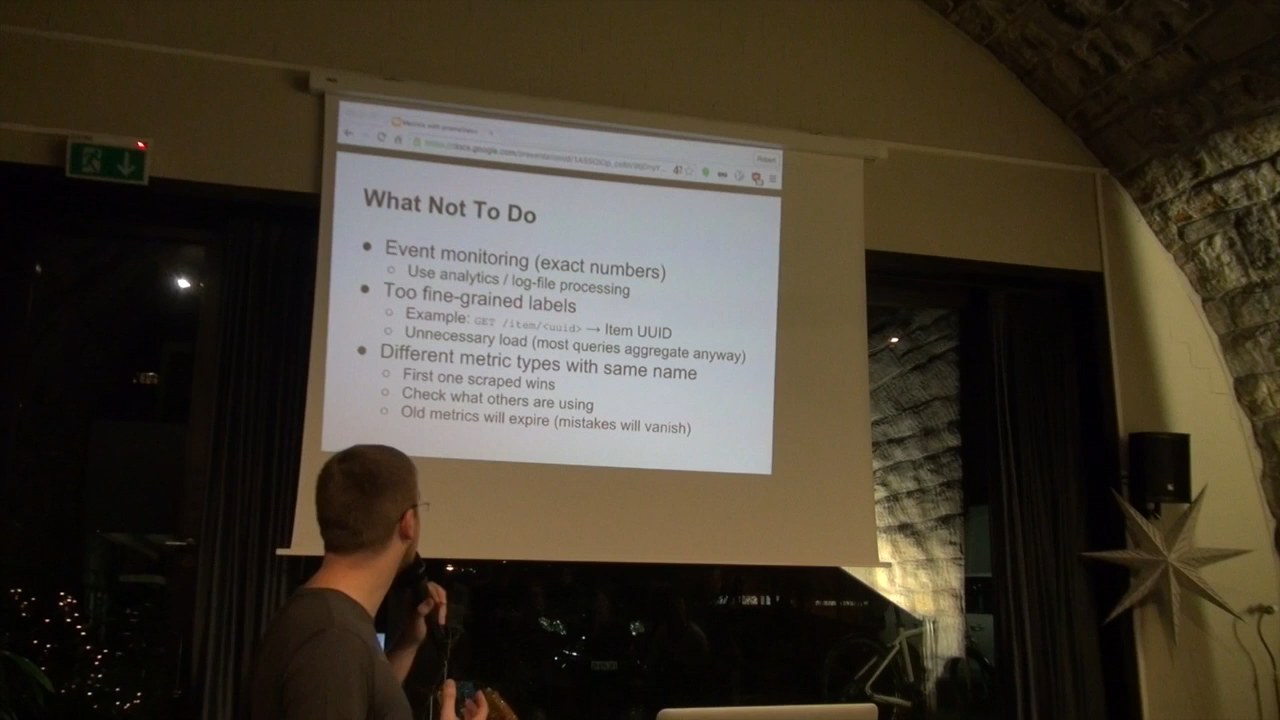 What Not To Do
● Event monitoring (exact numbers)
○ Use analytics / log-file processing
● Too fine-grained labels
○ Example: GET /item/<uuid> → Item UUID
○ Unnecessary load (most queries aggregate anyway)
● Different metric types with same name
○ First one scraped wins
○ Check what others are using
○ Old metrics will expire (mistakes will vanish)